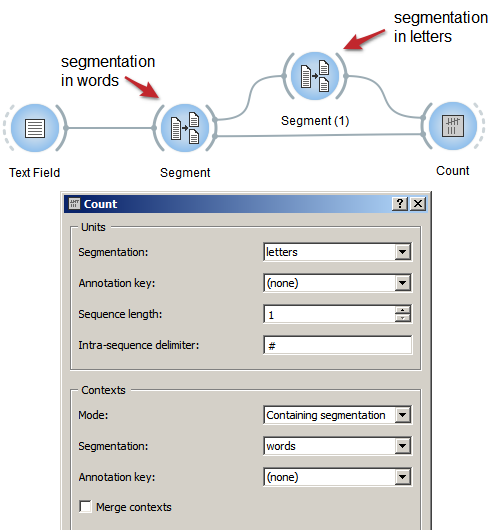 segmentation
in letters
segmentation
in words
Segment (1)
Text Field
Segment
Count
Count
Units
Segmentation: letters
Annotation key: (none)
Sequence length: 1
Intra-sequence delimiter: #
Contexts
Mode: Containing segmentation
Segmentation: words
Annotation key: (none)
Merge contexts